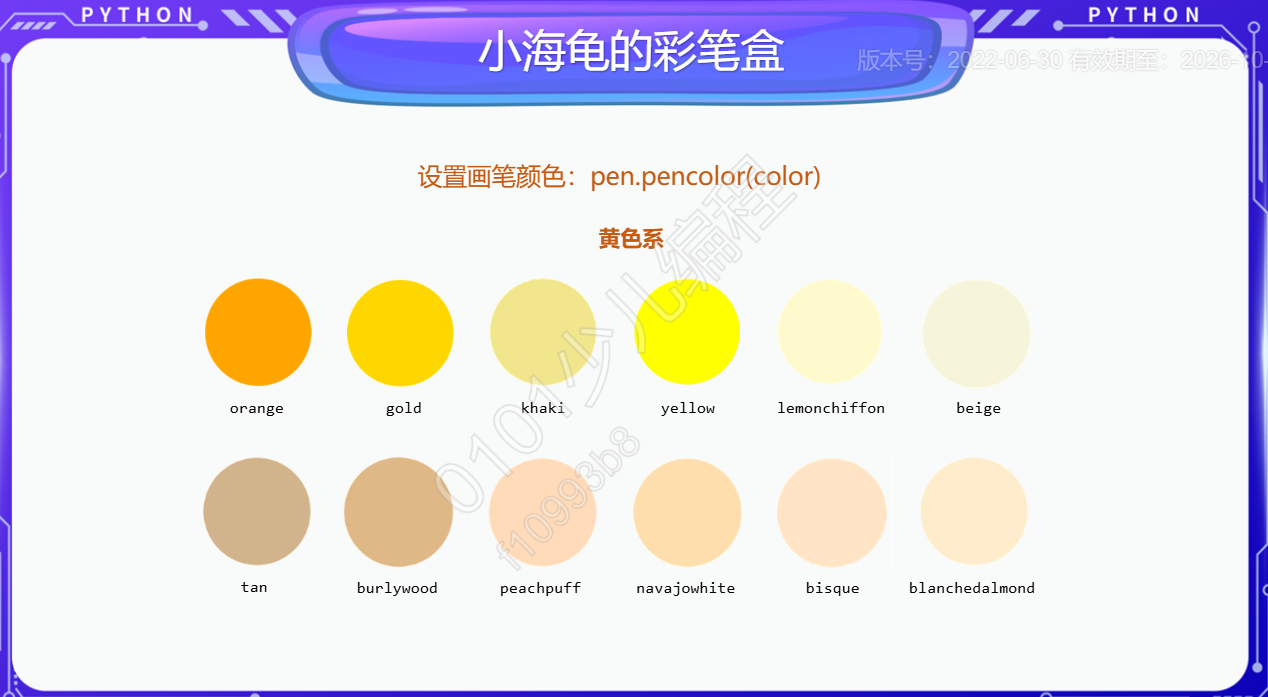 PYTHON
PYTHON
小海龟的彩笔盒
版本号：2022-06-30 有效期至：2026-10-
设置画笔颜色：pen.pencolor(color)
黄色系
orange gold khaki yellow lemonchiffon beige
tan burlywood peachpuff navajowhite bisque blanchedalmond
0101少儿编程
f10993b8